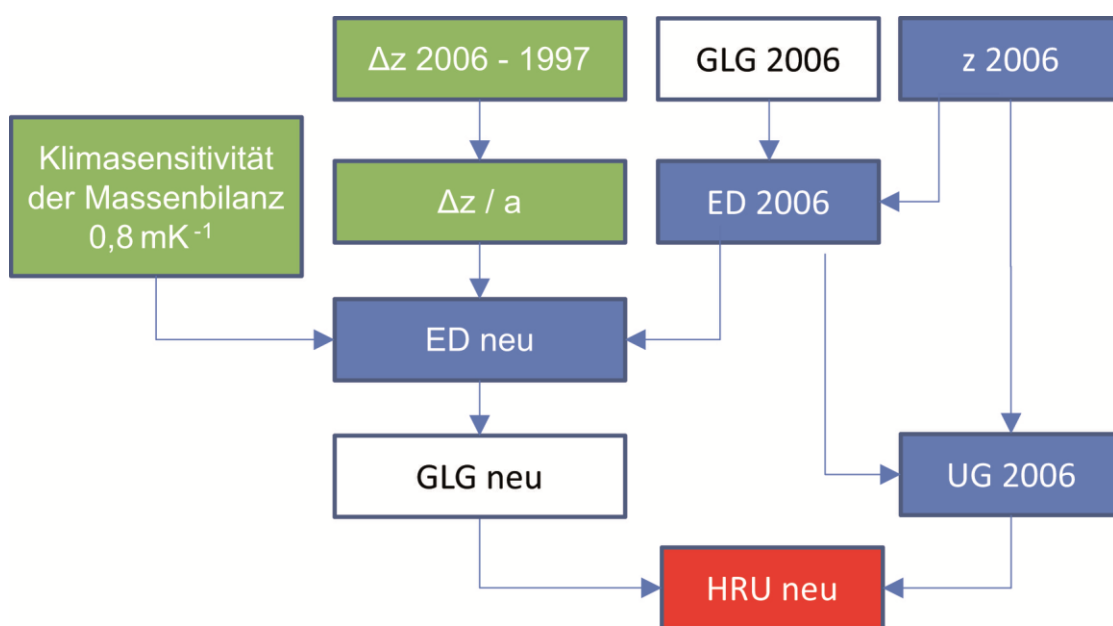 Δz 2006 - 1997
GLG 2006
z 2006
Klimasensitivität
der Massenbilanz
0,8 mK⁻¹
Δz / a
ED 2006
ED neu
GLG neu
UG 2006
HRU neu